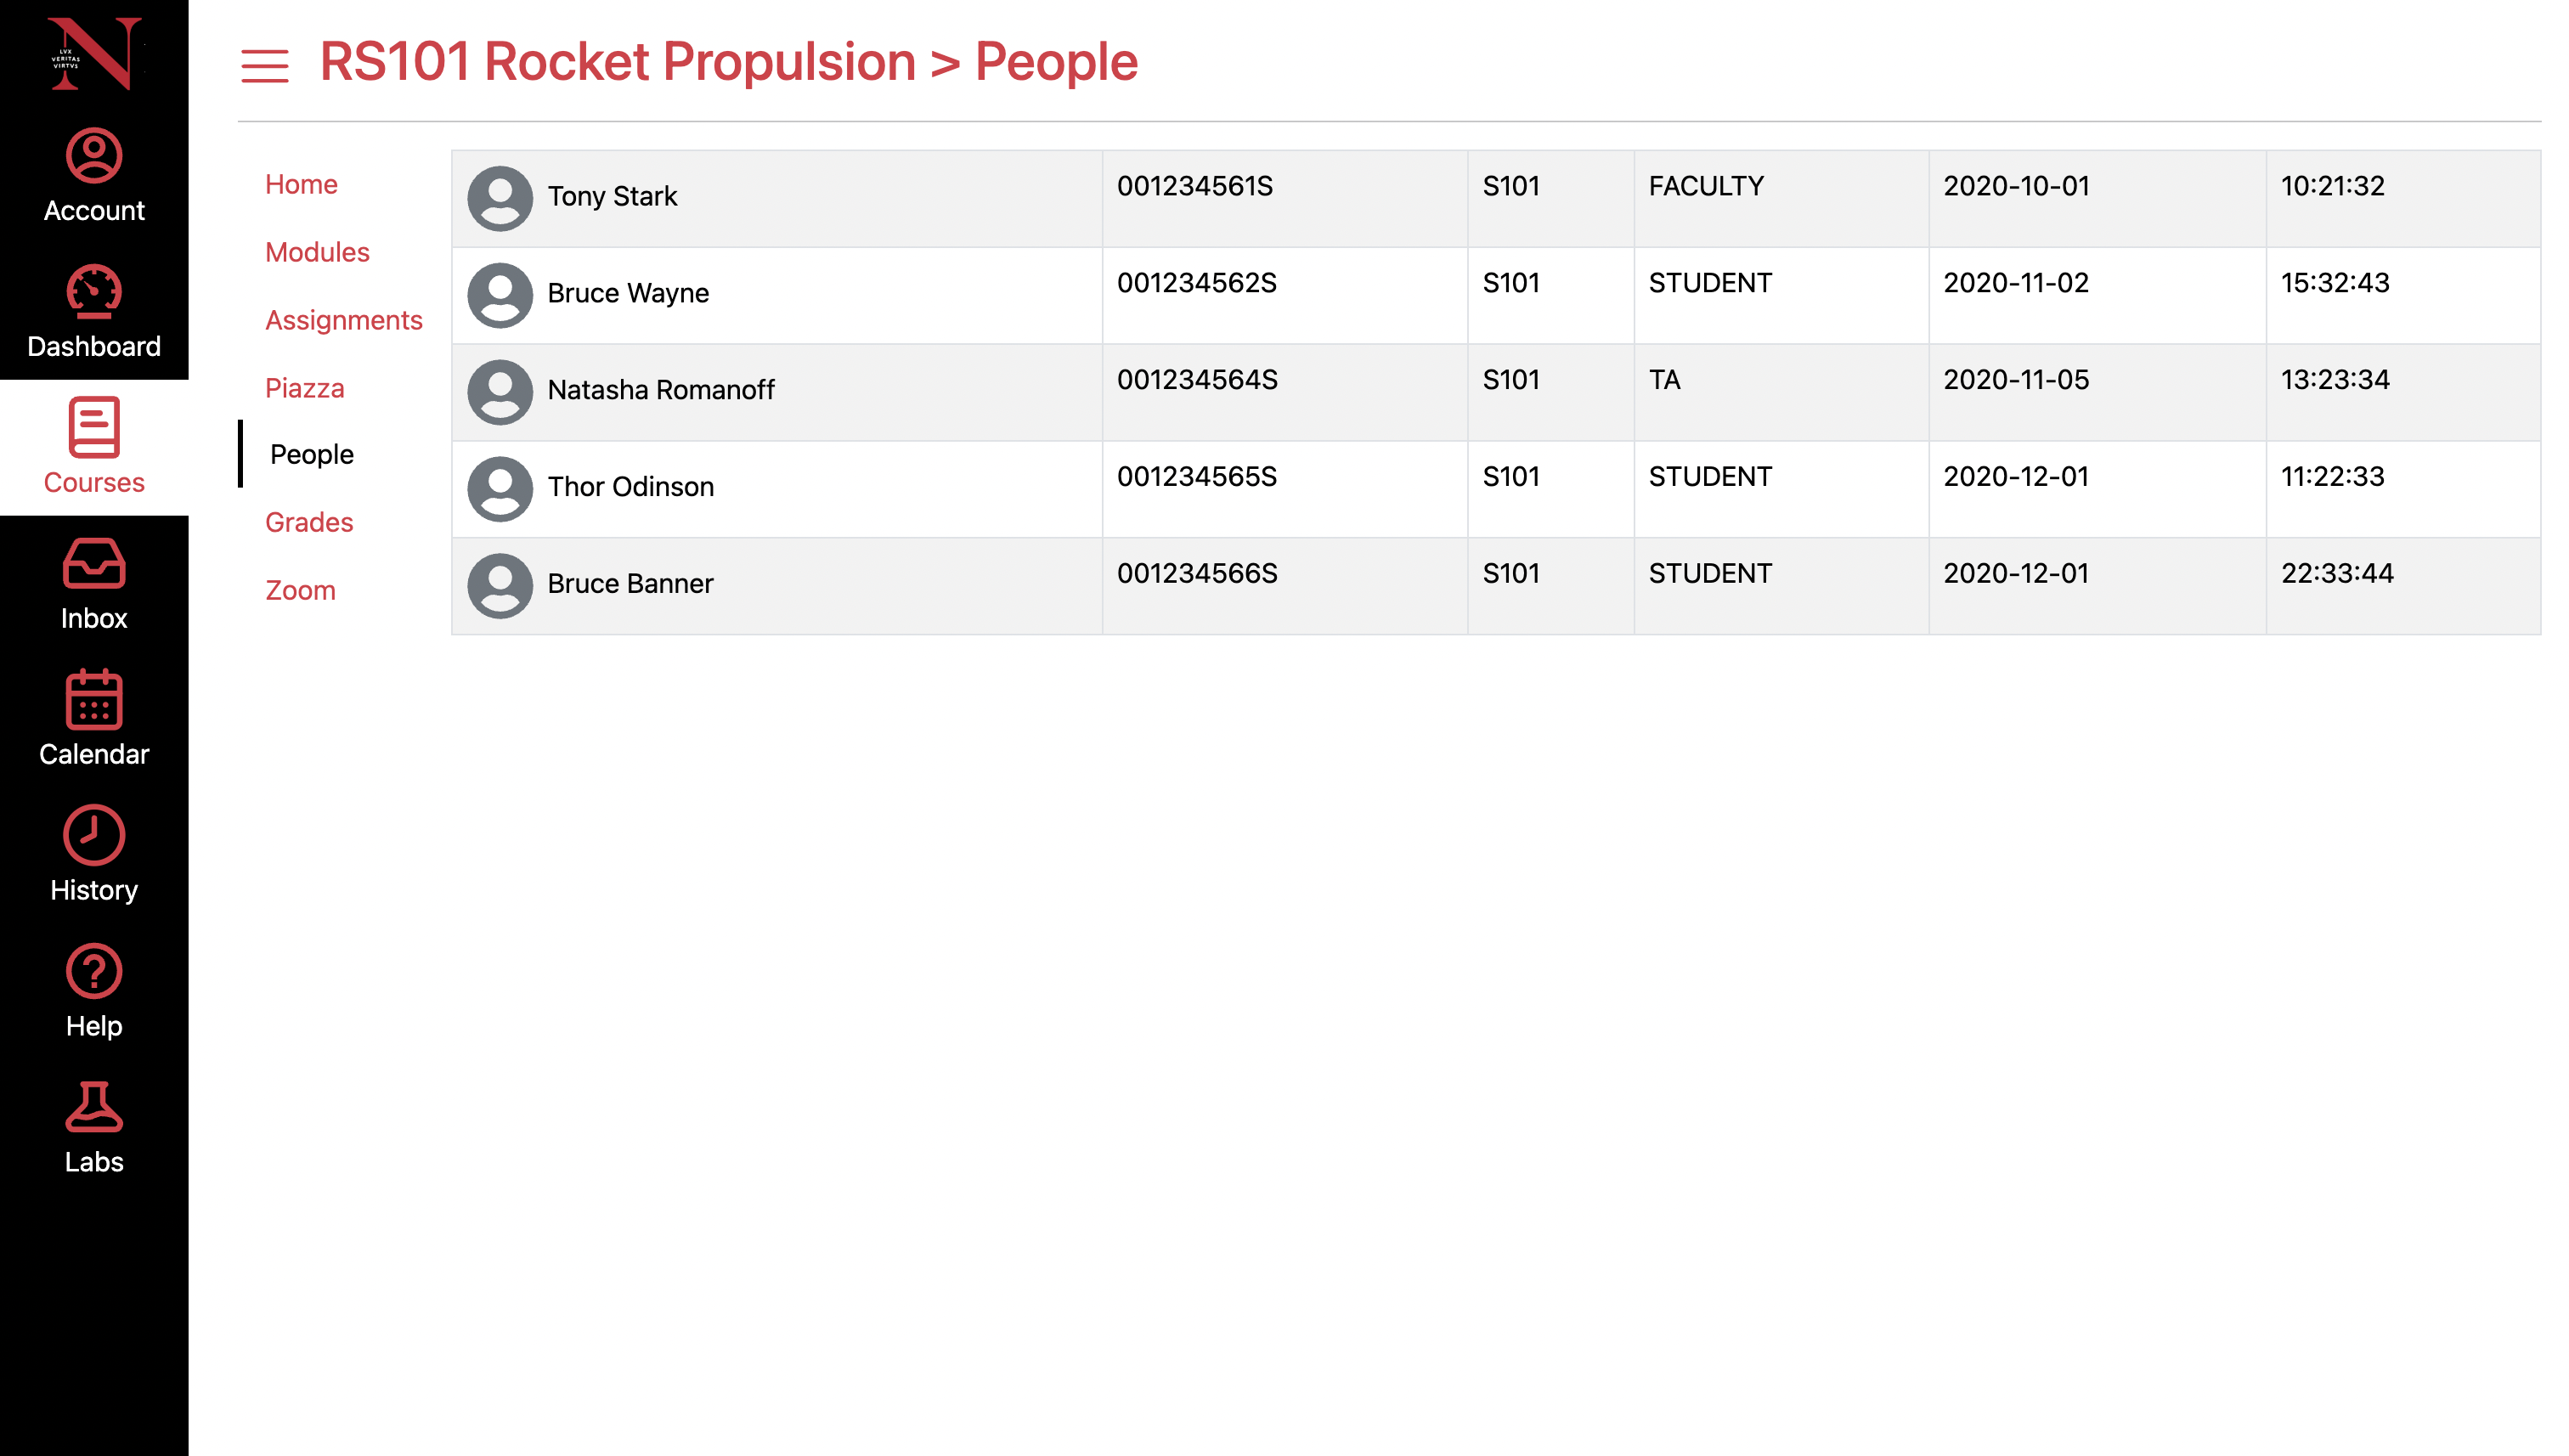 LVX
VERITAS
VIRTVS
Account
Dashboard
Courses
Inbox
Calendar
History
Help
Labs
RS101 Rocket Propulsion > People
Home
Modules
Assignments
Piazza
People
Grades
Zoom
Tony Stark 001234561S S101 FACULTY 2020-10-01 10:21:32
Bruce Wayne 001234562S S101 STUDENT 2020-11-02 15:32:43
Natasha Romanoff 001234564S S101 TA 2020-11-05 13:23:34
Thor Odinson 001234565S S101 STUDENT 2020-12-01 11:22:33
Bruce Banner 001234566S S101 STUDENT 2020-12-01 22:33:44